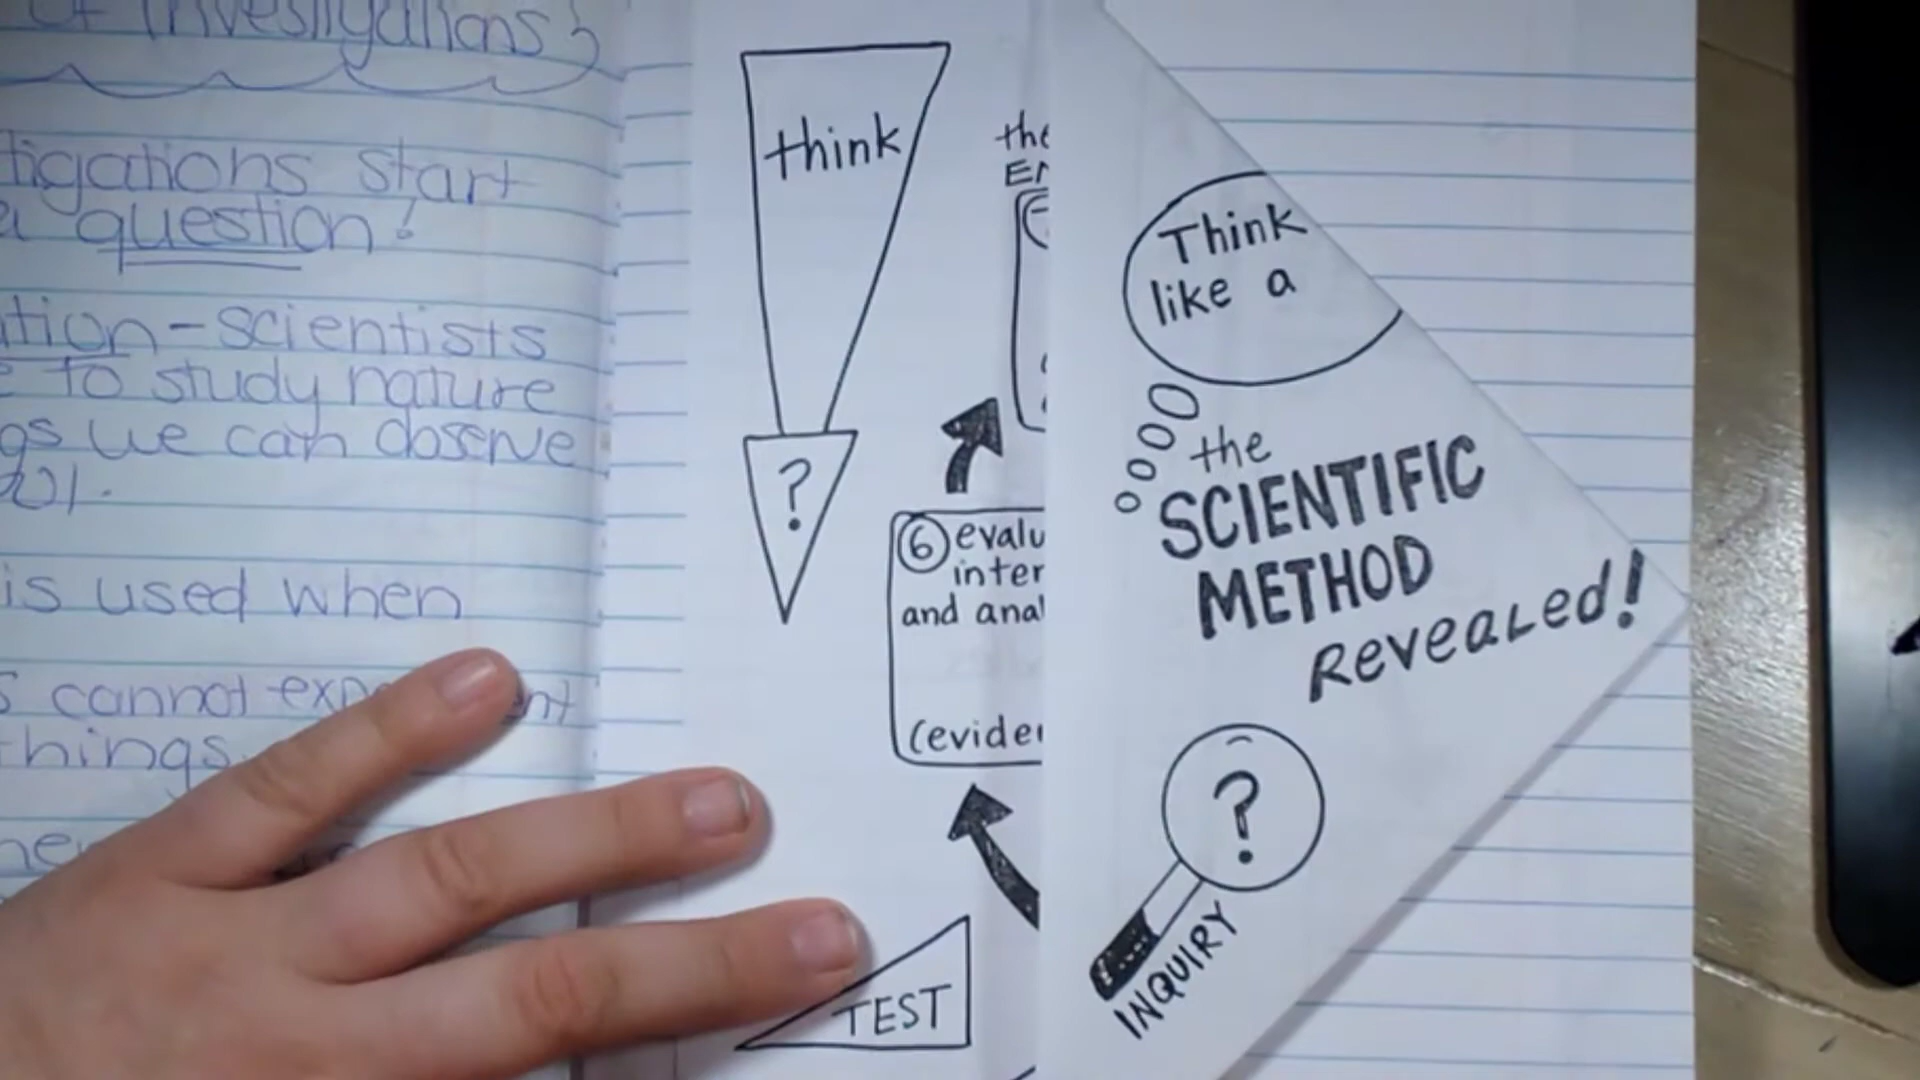 of investigations
tigations start
a question!
tion - scientists
to study nature
gs we can observe
is used when
cannot
things.
think
?
the
6 evalu
inter
and anal
(eviden
TEST
Think
like a
the
SCIENTIFIC
METHOD
Revealed!
?
INQUIRY